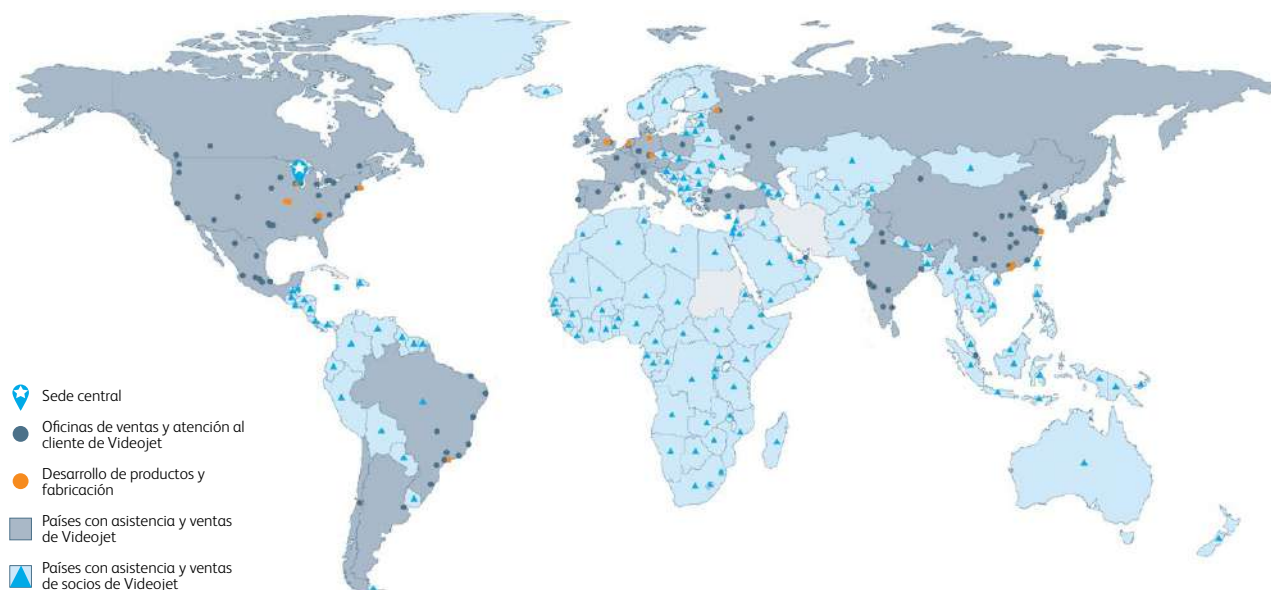 Sede central
Oficinas de ventas y atención al
cliente de Videojet
Desarrollo de productos y
fabricación
Países con asistencia y ventas
de Videojet
Países con asistencia y ventas
de socios de Videojet